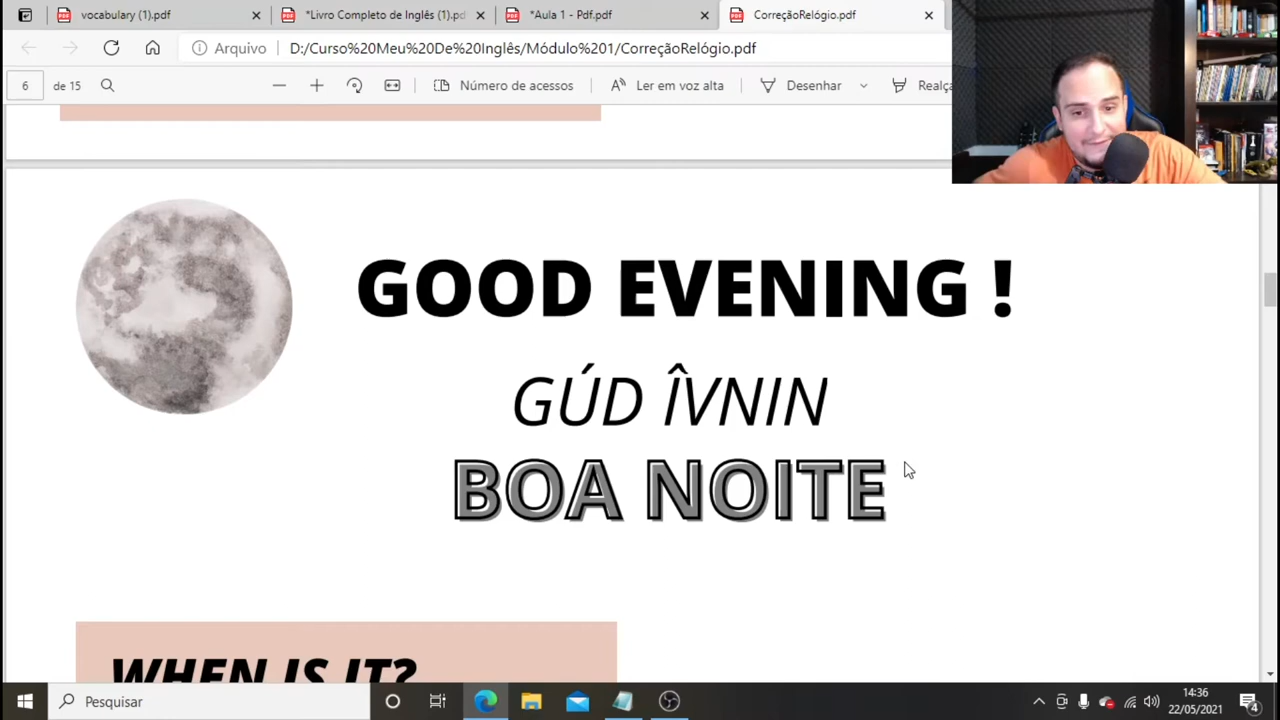 vocabulary (1).pdf
*Livro Completo de Inglês (1).pd
*Aula 1 - Pdf.pdf
CorreçãoRelógio.pdf
Arquivo
D:/Curso%20Meu%20De%20Inglês/Módulo%201/CorreçãoRelógio.pdf
6 de 15
Número de acessos
Ler em voz alta
Desenhar
Realça
GOOD EVENING !
GÚD ÎVNIN
BOA NOITE
WHEN IS IT?
Pesquisar
14:36
22/05/2021
4